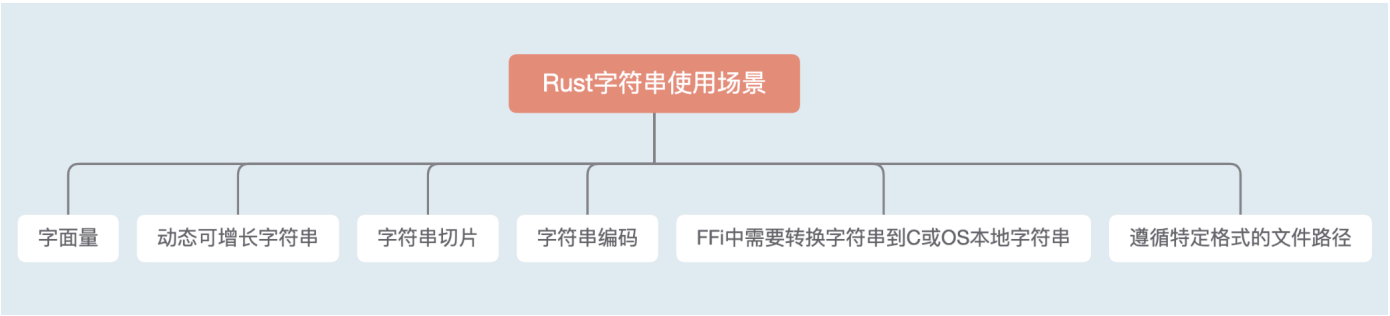 Rust字符串使用场景
字面量
动态可增长字符串
字符串切片
字符串编码
FFi中需要转换字符串到C或OS本地字符串
遵循特定格式的文件路径